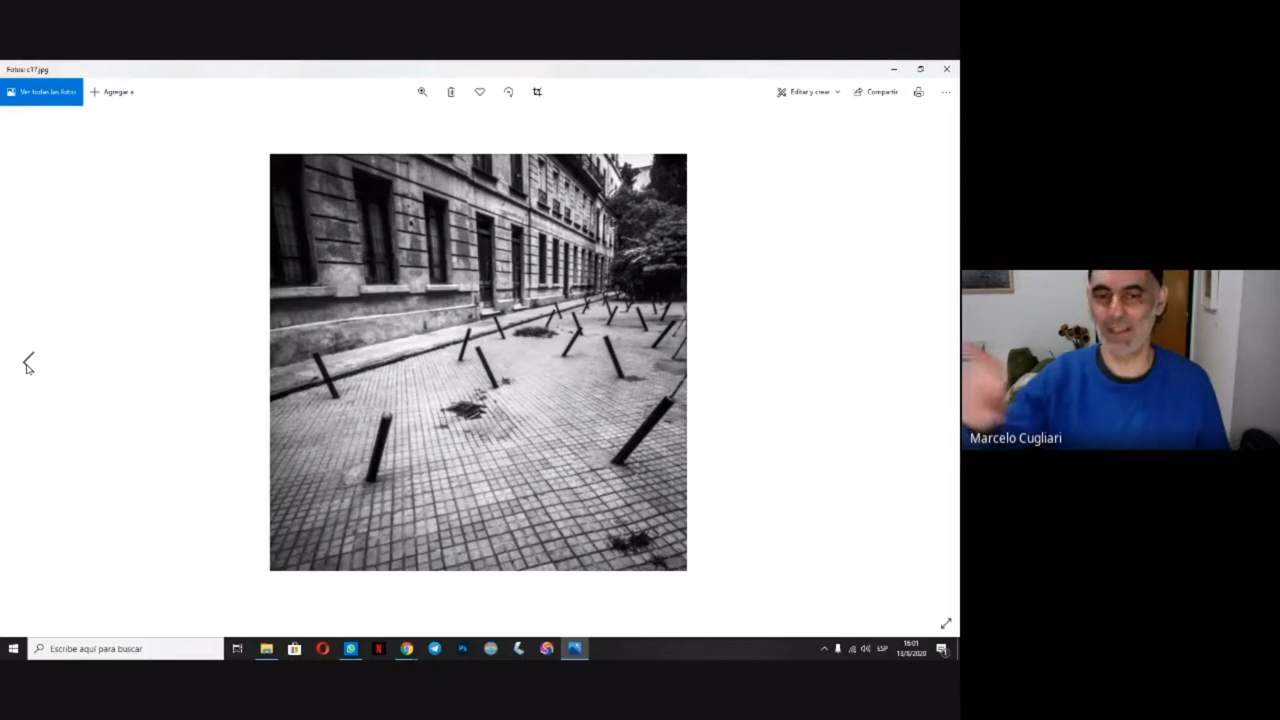 Fotos: c17.jpg
Ver todas las fotos
Agregar a
Editar y crear
Compartir
Marcelo Cugliari
Escribe aquí para buscar
ESP
16:01
13/8/2020